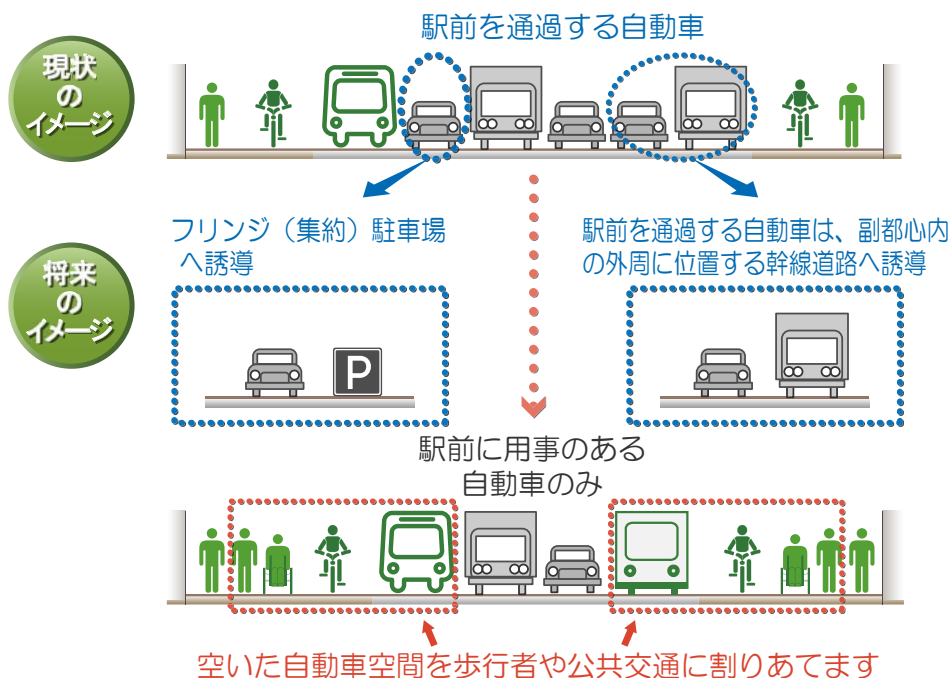 駅前を通過する自動車
現状
の
イメージ
フリンジ（集約）駐車場
へ誘導
駅前を通過する自動車は、副都心内
の外周に位置する幹線道路へ誘導
将来
の
イメージ
P
駅前に用事のある
自動車のみ
空いた自動車空間を歩行者や公共交通に割りあてます